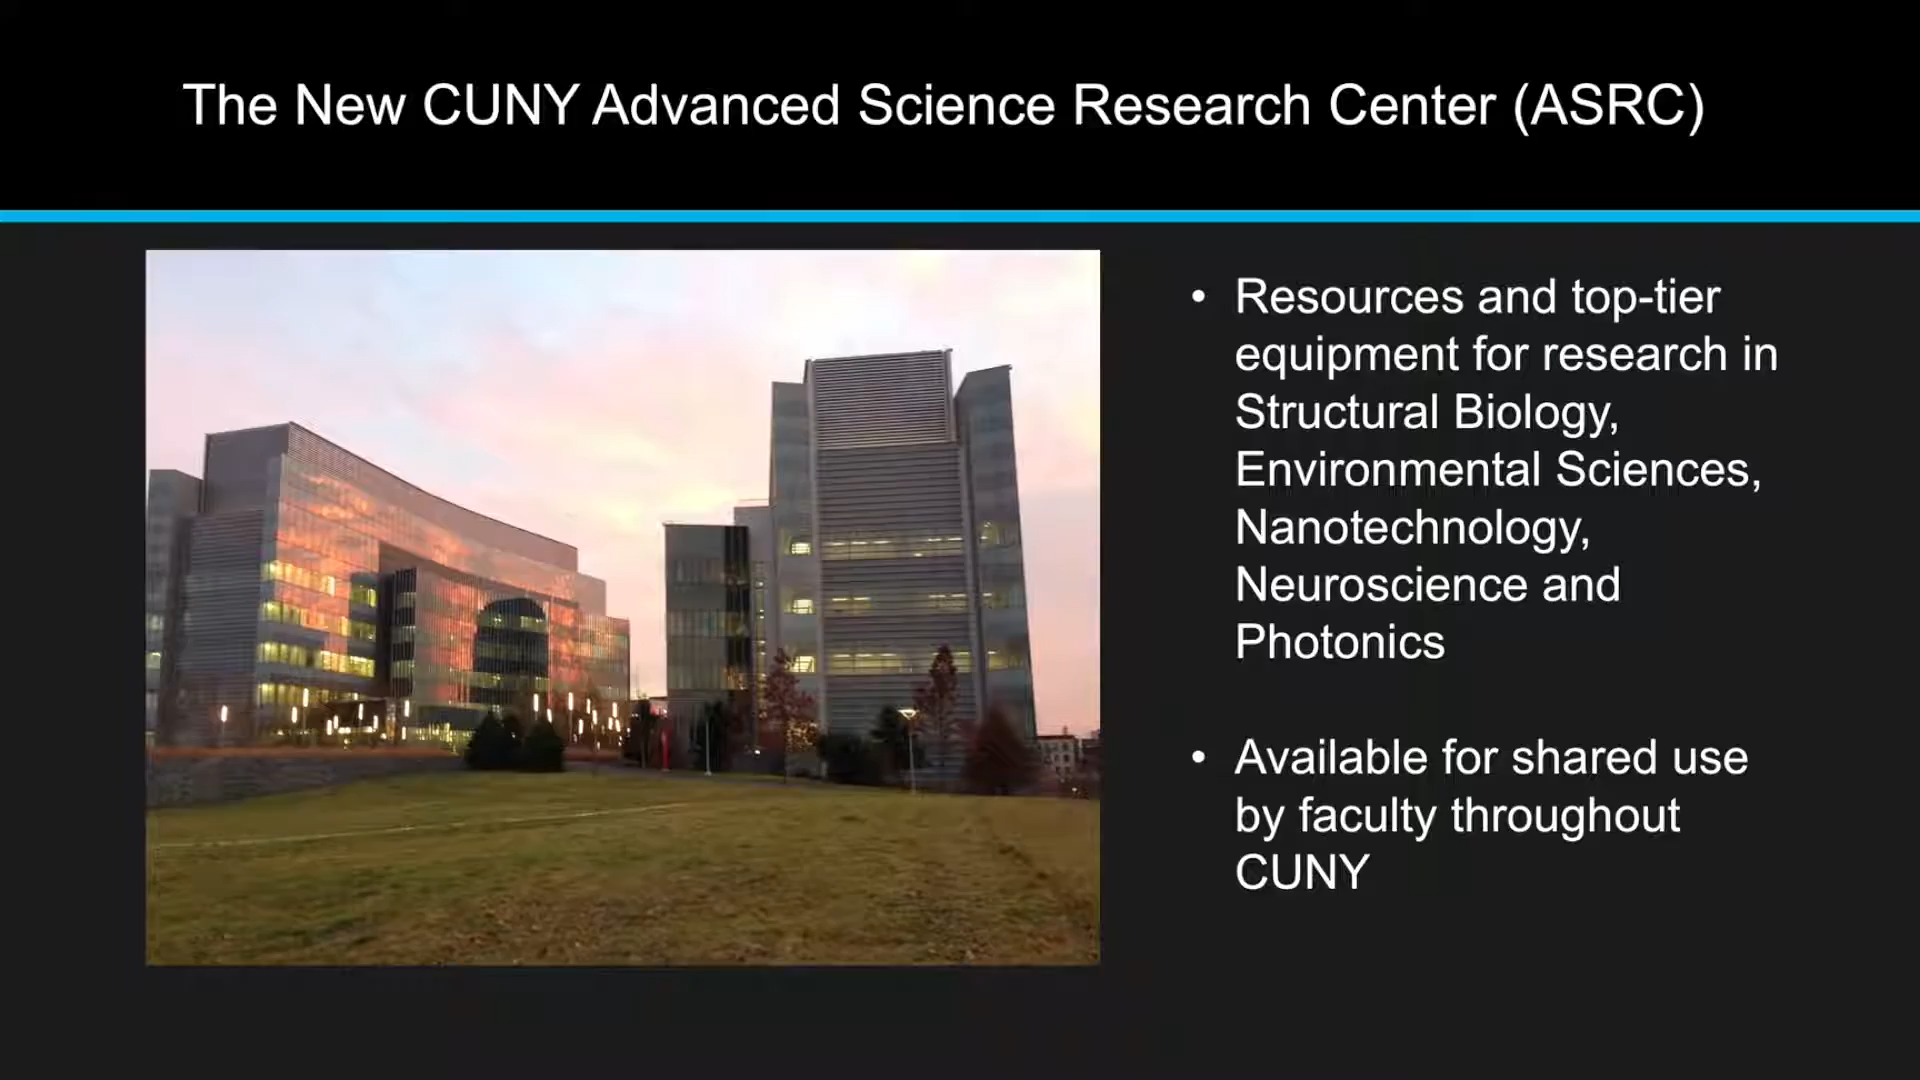 The New CUNY Advanced Science Research Center (ASRC)
• Resources and top-tier
equipment for research in
Structural Biology,
Environmental Sciences,
Nanotechnology,
Neuroscience and
Photonics
• Available for shared use
by faculty throughout
CUNY